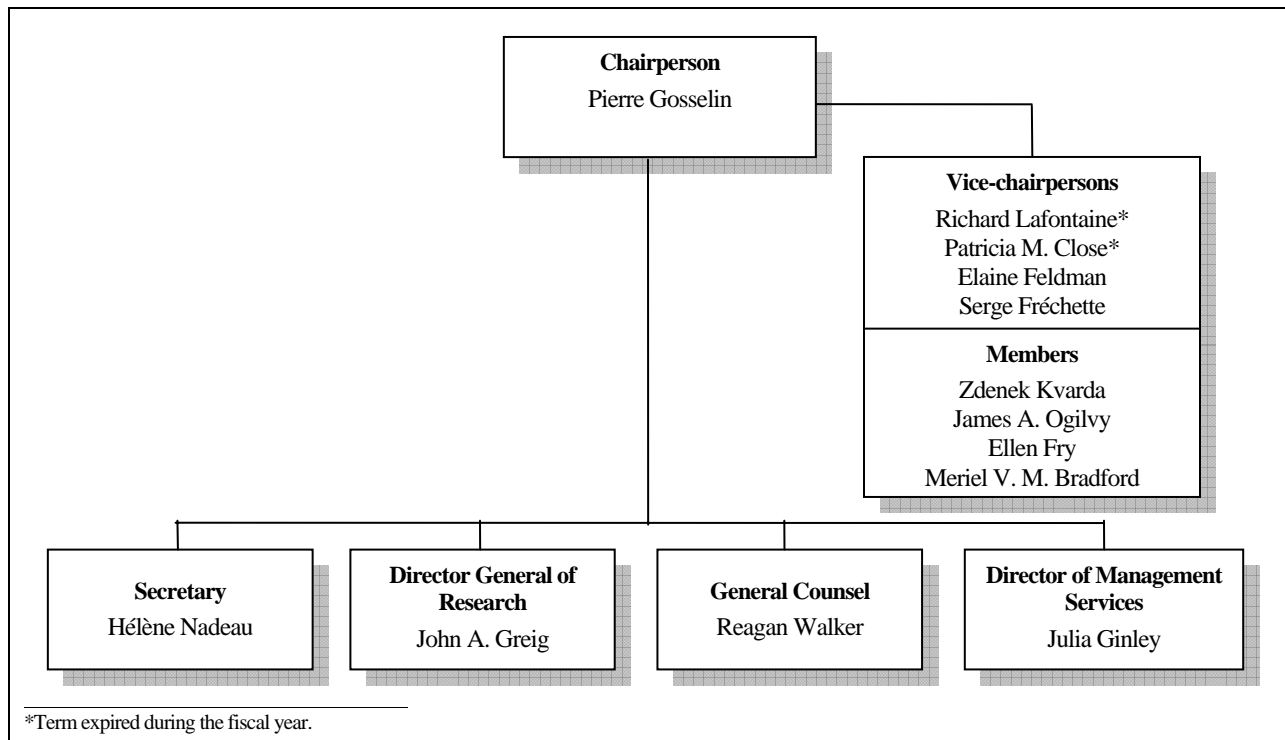 Chairperson
Pierre Gosselin
Vice-chairpersons
Richard Lafontaine*
Patricia M. Close*
Elaine Feldman
Serge Fréchette
Members
Zdenek Kvarda
James A. Ogilvy
Ellen Fry
Meriel V. M. Bradford
Secretary
Hélène Nadeau
Director General of
Research
John A. Greig
General Counsel
Reagan Walker
Director of Management
Services
Julia Ginley
*Term expired during the fiscal year.